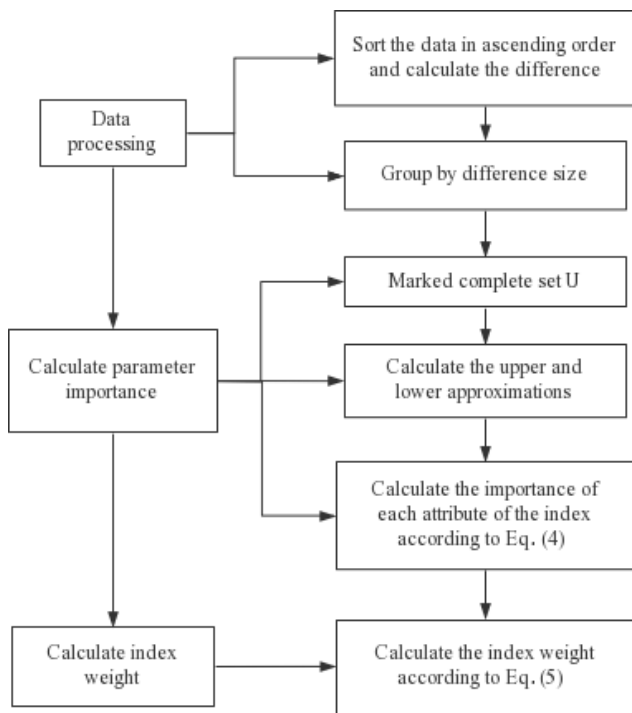 Sort the data in ascending order
and calculate the difference
Data
processing
Group by difference size
Marked complete set U
Calculate parameter
importance
Calculate the upper and
lower approximations
Calculate the importance of
each attribute of the index
according to Eq. (4)
Calculate index
weight
Calculate the index weight
according to Eq. (5)